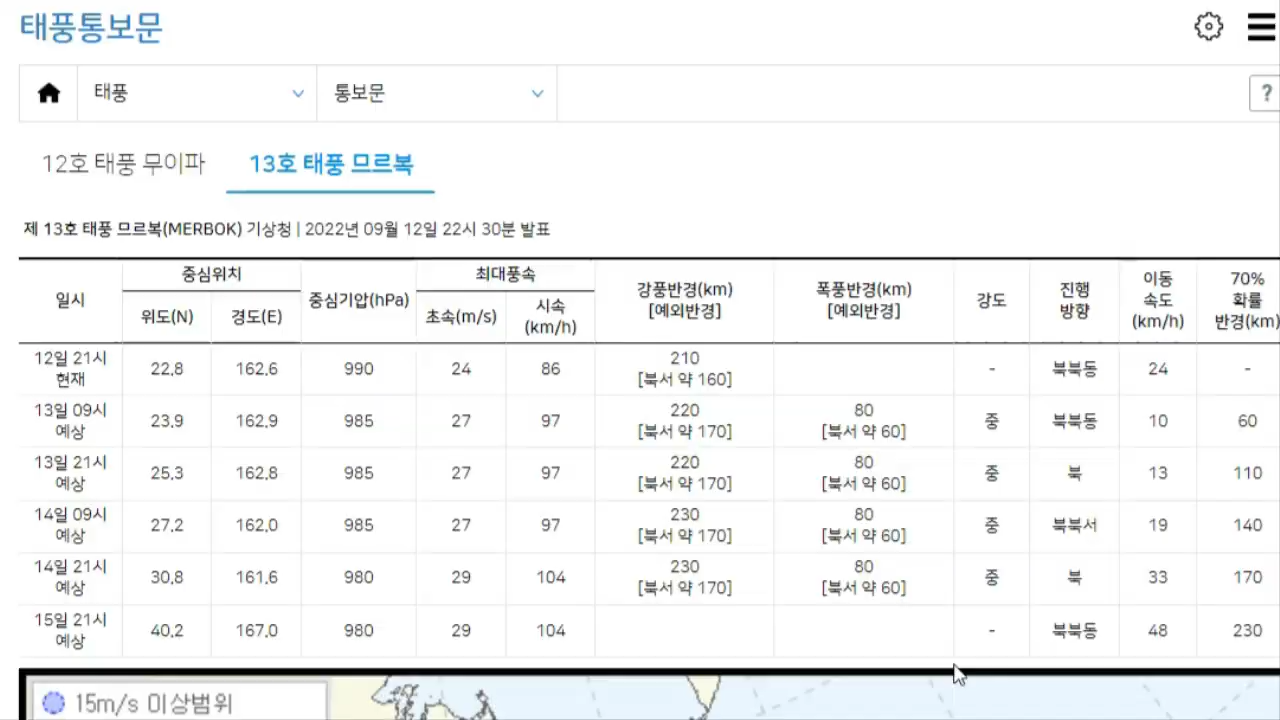 태풍통보문
태풍 통보문 ?
12호 태풍 무이파 13호 태풍 므르복
제 13호 태풍 므르복(MERBOK) 기상청 | 2022년 09월 12일 22시 30분 발표
일시 중심위치 중심기압(hPa) 최대풍속 강풍반경(km) [예외반경] 폭풍반경(km) [예외반경] 강도 진행 방향 이동 속도 (km/h) 70% 확률 반경(km)
위도(N) 경도(E) 초속(m/s) 시속 (km/h)
12일 21시 현재 22.8 162.6 990 24 86 210 [북서 약 160] - 북북동 24 -
13일 09시 예상 23.9 162.9 985 27 97 220 [북서 약 170] 80 [북서 약 60] 중 북북동 10 60
13일 21시 예상 25.3 162.8 985 27 97 220 [북서 약 170] 80 [북서 약 60] 중 북 13 110
14일 09시 예상 27.2 162.0 985 27 97 230 [북서 약 170] 80 [북서 약 60] 중 북북서 19 140
14일 21시 예상 30.8 161.6 980 29 104 230 [북서 약 170] 80 [북서 약 60] 중 북 33 170
15일 21시 예상 40.2 167.0 980 29 104 - 북북동 48 230
15m/s 이상범위